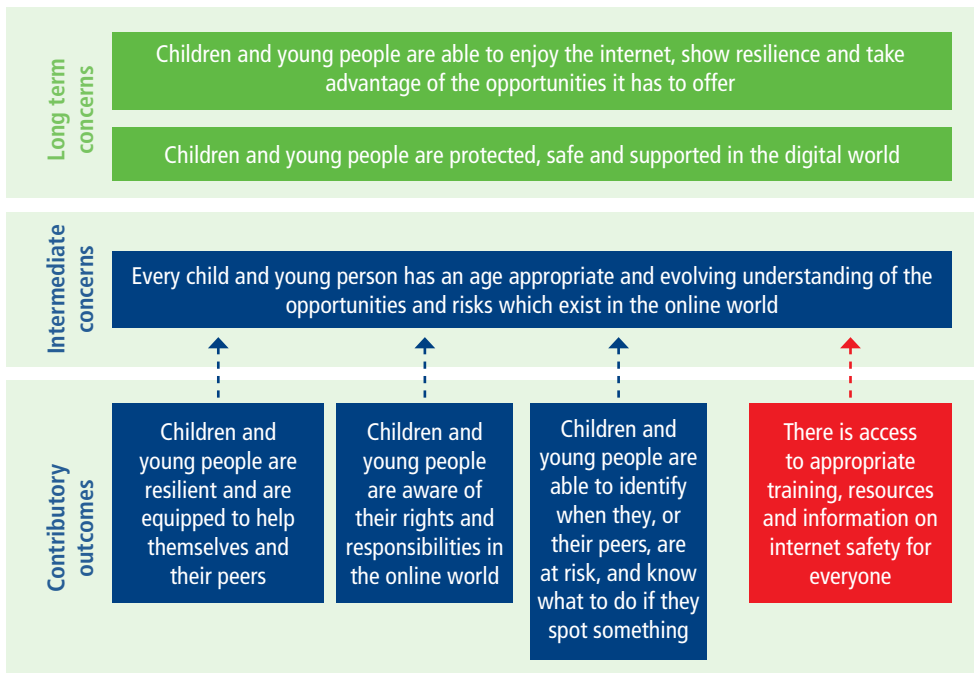 Long term
concerns
Children and young people are able to enjoy the internet, show resilience and take
advantage of the opportunities it has to offer
Children and young people are protected, safe and supported in the digital world
Intermediate
concerns
Every child and young person has an age appropriate and evolving understanding of the
opportunities and risks which exist in the online world
Contributory
outcomes
Children and
young people are
resilient and are
equipped to help
themselves and
their peers
Children and
young people
are aware of
their rights and
responsibilities in
the online world
Children and
young people are
able to identify
when they, or
their peers, are
at risk, and know
what to do if they
spot something
There is access
to appropriate
training, resources
and information on
internet safety for
everyone